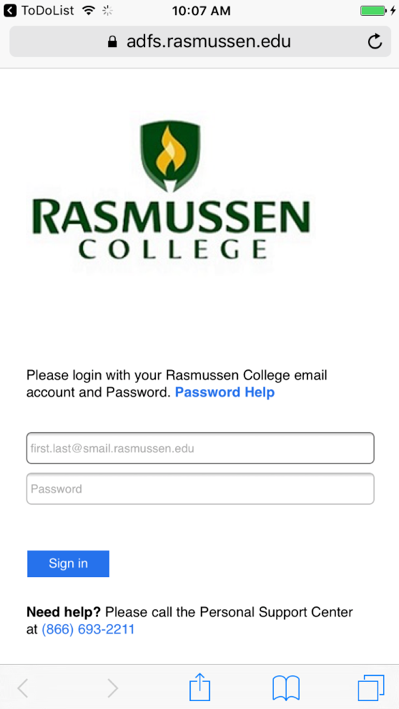 ToDoList 10:07 AM
adfs.rasmussen.edu
RASMUSSEN
COLLEGE
Please login with your Rasmussen College email
account and Password. Password Help
first.last@smail.rasmussen.edu
Password
Sign in
Need help? Please call the Personal Support Center
at (866) 693-2211